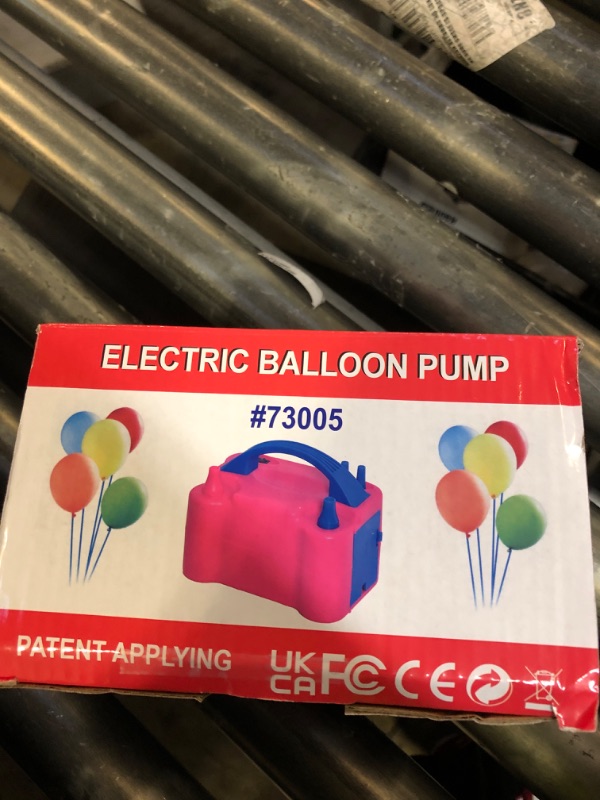 ELECTRIC BALLOON PUMP
#73005
PATENT APPLYING
UK
CA
FC CE